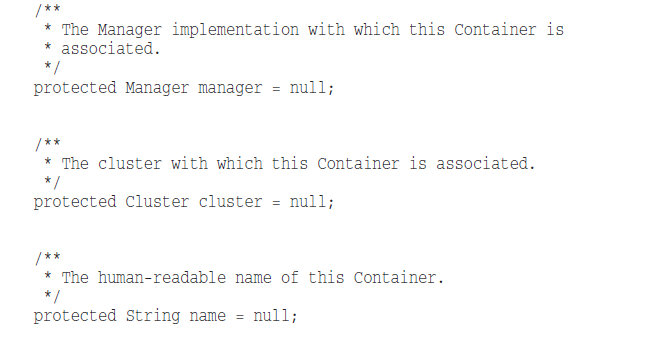 /**
 * The Manager implementation with which this Container is
 * associated.
 */
protected Manager manager = null;
/**
 * The cluster with which this Container is associated.
 */
protected Cluster cluster = null;
/**
 * The human-readable name of this Container.
 */
protected String name = null;